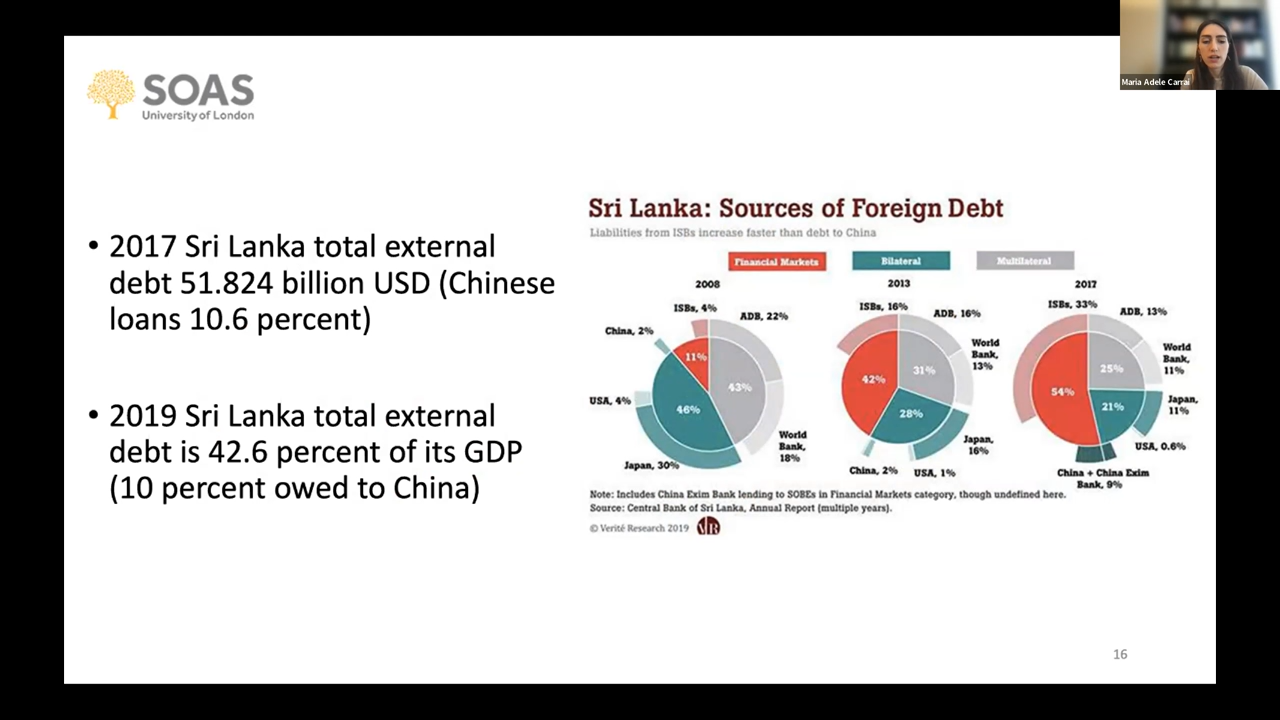 Maria Adele Carrai
SOAS
University of London
• 2017 Sri Lanka total external
debt 51.824 billion USD (Chinese
loans 10.6 percent)
• 2019 Sri Lanka total external
debt is 42.6 percent of its GDP
(10 percent owed to China)
Sri Lanka: Sources of Foreign Debt
Liabilities from ISBs increase faster than debt to China
Financial Markets
Bilateral
Multilateral
2008
ISBs, 4%
ADB, 22%
China, 2%
11%
43%
46%
USA, 4%
World
Bank,
18%
Japan, 30%
2013
ISBs, 16%
ADB, 16%
World
Bank,
13%
42%
31%
28%
Japan,
16%
China, 2%
USA, 1%
2017
ISBs, 33%
ADB, 13%
World
Bank,
11%
54%
25%
21%
Japan,
11%
USA, 0.6%
China + China Exim
Bank, 9%
Note: Includes China Exim Bank lending to SOBEs in Financial Markets category, though undefined here.
Source: Central Bank of Sri Lanka, Annual Report (multiple years).
© Verité Research 2019
VR
16